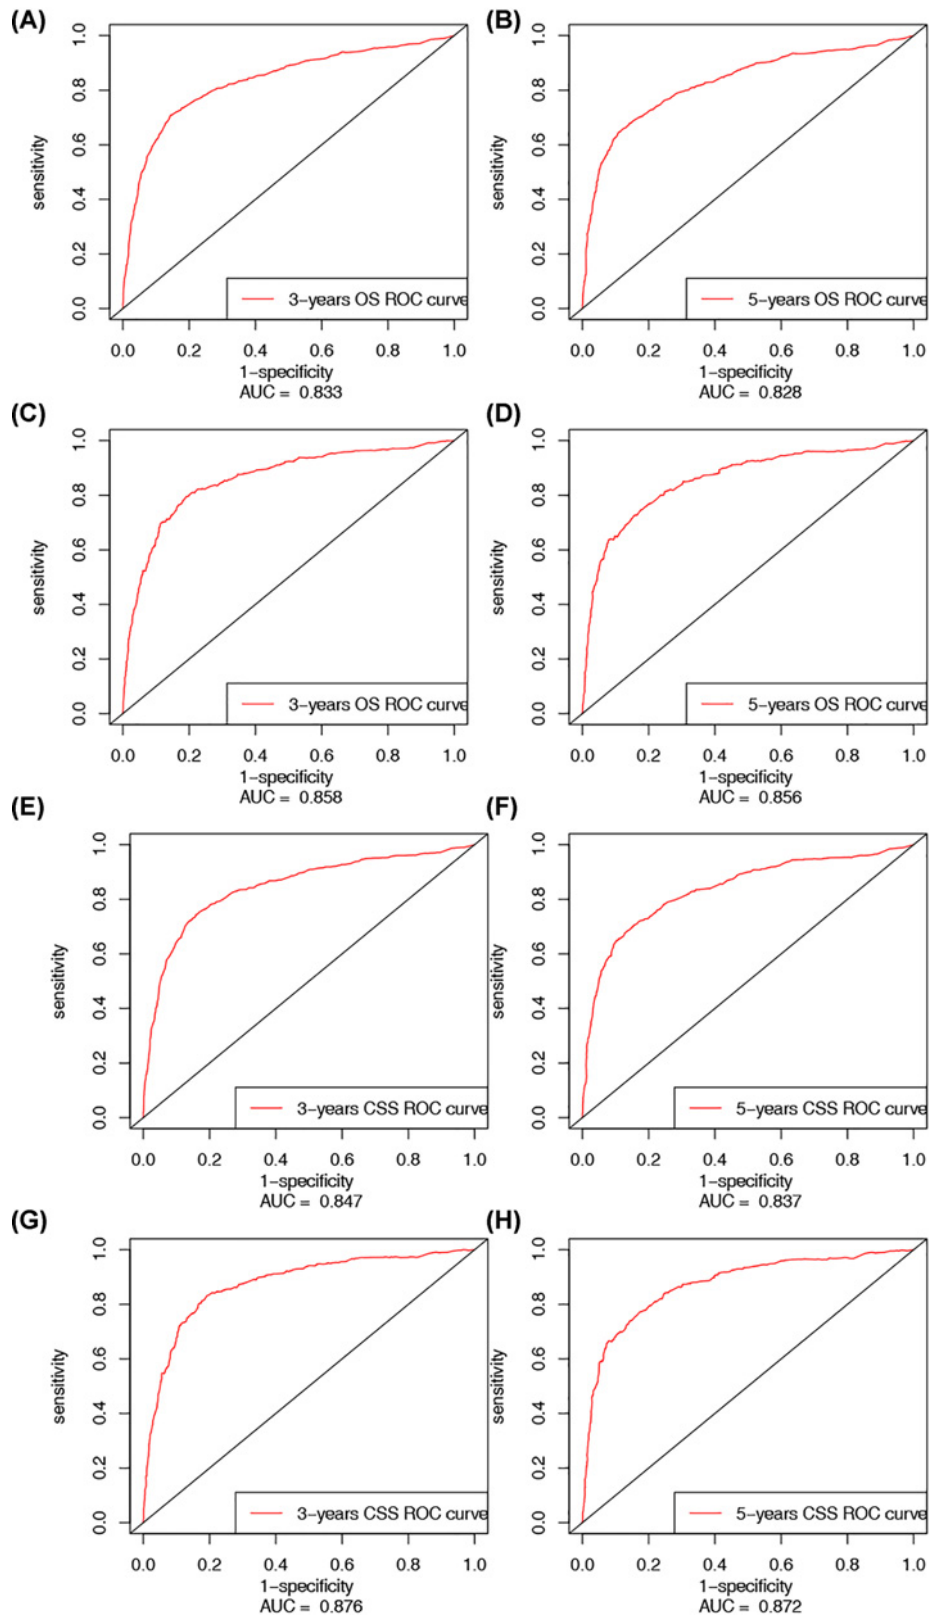 (A)
1.0
0.8
0.6
0.4
0.2
0.0
sensitivity
3-years OS ROC curve
0.0 0.2 0.4 0.6 0.8 1.0
1-specificity
AUC = 0.833
(B)
1.0
0.8
0.6
0.4
0.2
0.0
sensitivity
5-years OS ROC curve
0.0 0.2 0.4 0.6 0.8 1.0
1-specificity
AUC = 0.828
(C)
1.0
0.8
0.6
0.4
0.2
0.0
sensitivity
3-years OS ROC curve
0.0 0.2 0.4 0.6 0.8 1.0
1-specificity
AUC = 0.858
(D)
1.0
0.8
0.6
0.4
0.2
0.0
sensitivity
5-years OS ROC curve
0.0 0.2 0.4 0.6 0.8 1.0
1-specificity
AUC = 0.856
(E)
1.0
0.8
0.6
0.4
0.2
0.0
sensitivity
3-years CSS ROC curve
0.0 0.2 0.4 0.6 0.8 1.0
1-specificity
AUC = 0.847
(F)
1.0
0.8
0.6
0.4
0.2
0.0
sensitivity
5-years CSS ROC curve
0.0 0.2 0.4 0.6 0.8 1.0
1-specificity
AUC = 0.837
(G)
1.0
0.8
0.6
0.4
0.2
0.0
sensitivity
3-years CSS ROC curve
0.0 0.2 0.4 0.6 0.8 1.0
1-specificity
AUC = 0.876
(H)
1.0
0.8
0.6
0.4
0.2
0.0
sensitivity
5-years CSS ROC curve
0.0 0.2 0.4 0.6 0.8 1.0
1-specificity
AUC = 0.872